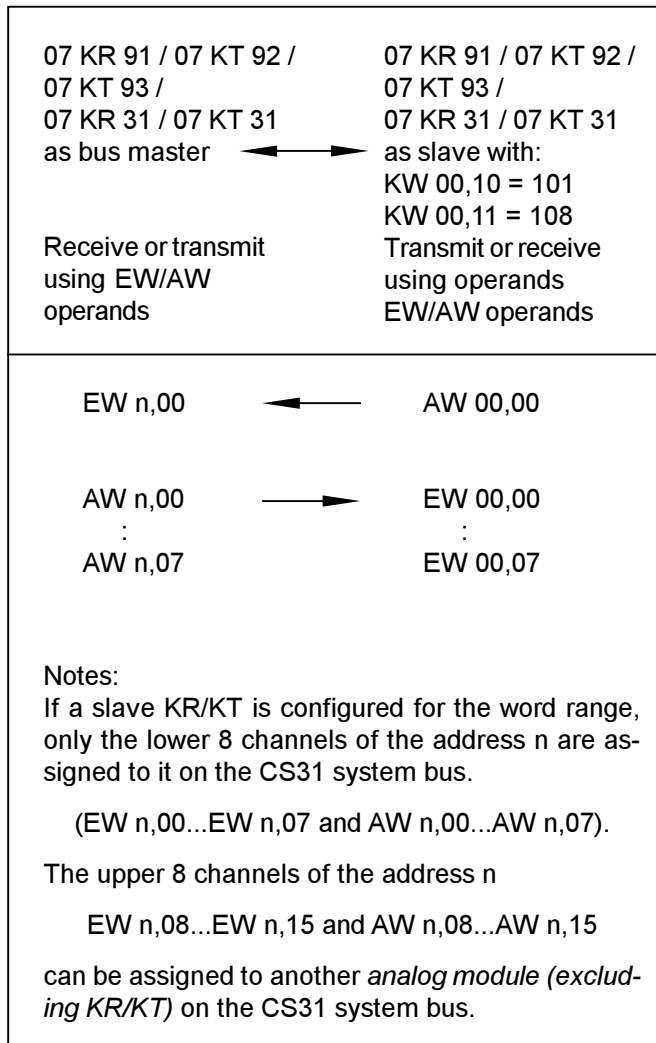 07 KR 91 / 07 KT 92 /
07 KT 93 /
07 KR 31 / 07 KT 31
as bus master
Receive or transmit
using EW/AW
operands
07 KR 91 / 07 KT 92 /
07 KT 93 /
07 KR 31 / 07 KT 31
as slave with:
KW 00,10 = 101
KW 00,11 = 108
Transmit or receive
using operands
EW/AW operands
EW n,00 AW 00,00
AW n,00 EW 00,00
: :
AW n,07 EW 00,07
Notes:
If a slave KR/KT is configured for the word range,
only the lower 8 channels of the address n are as-
signed to it on the CS31 system bus.
(EW n,00...EW n,07 and AW n,00...AW n,07).
The upper 8 channels of the address n
EW n,08...EW n,15 and AW n,08...AW n,15
can be assigned to another analog module (exclud-
ing KR/KT) on the CS31 system bus.